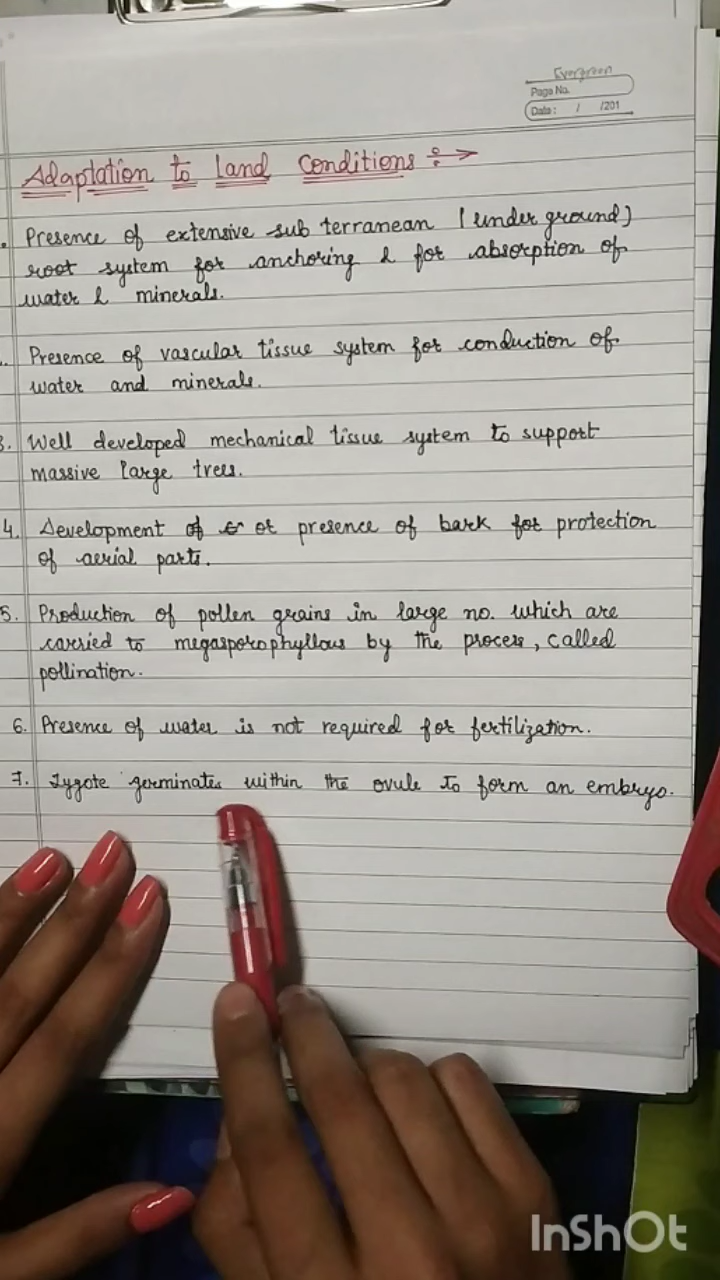 Evergreen
Page No.
Date: / /201
Adaptation to Land Conditions ÷ →
. Presence of extensive sub terranean (under ground)
root system for anchoring & for absorption of
water & minerals.
. Presence of vascular tissue system for conduction of
water and minerals.
3. Well developed mechanical tissue system to support
massive large trees.
4. Development of or ot presence of bark for protection
of aerial parts.
5. Production of pollen grains in large no. which are
carried to megasporophyllous by the process, called
pollination.
6. Presence of water is not required for fertilization.
7. Zygote germinates within the ovule to form an embryo.
InShOt